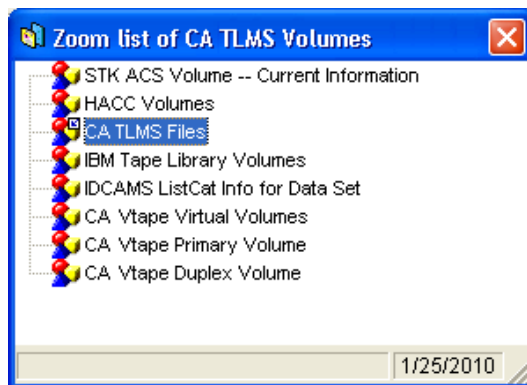 Zoom list of CA TLMS Volumes
STK ACS Volume -- Current Information
HACC Volumes
CA TLMS Files
IBM Tape Library Volumes
IDCAMS ListCat Info for Data Set
CA Vtape Virtual Volumes
CA Vtape Primary Volume
CA Vtape Duplex Volume
1/25/2010